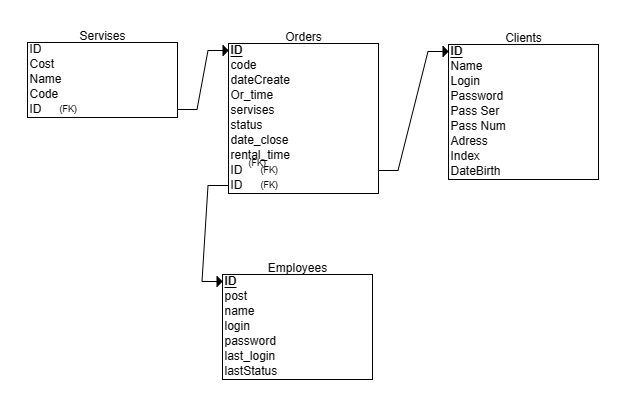 Servises
ID
Cost
Name
Code
ID (FK)
Orders
ID
code
dateCreate
Or_time
servises
status
date_close
rental_time
(FK)
ID (FK)
ID (FK)
Clients
ID
Name
Login
Password
Pass Ser
Pass Num
Adress
Index
DateBirth
Employees
ID
post
name
login
password
last_login
lastStatus